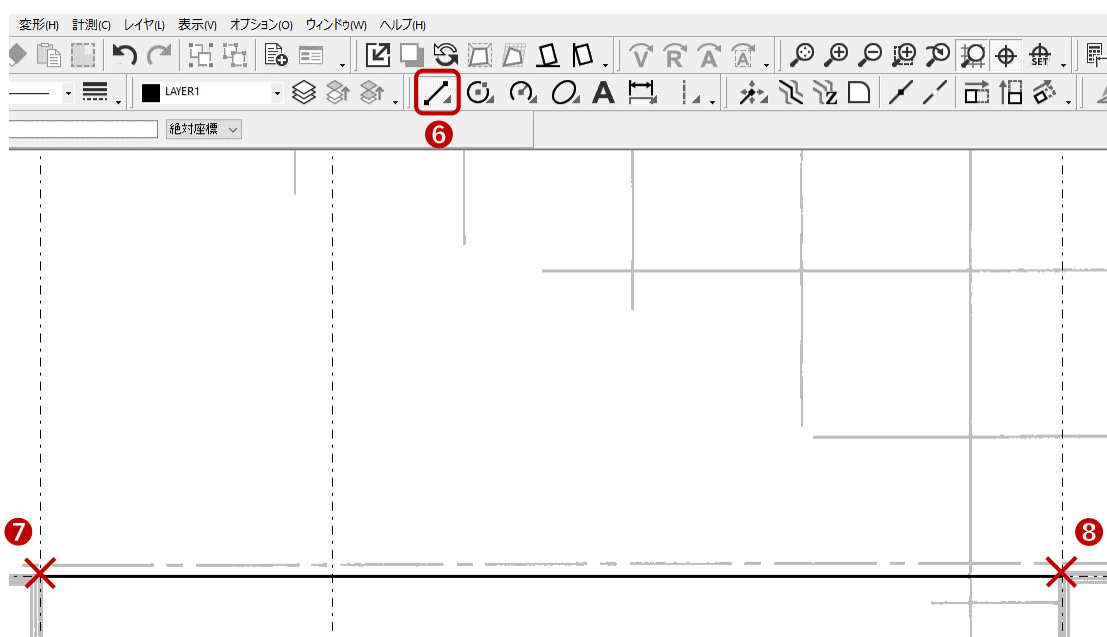 変形(H) 計測(C) レイヤ(L) 表示(V) オプション(O) ウィンドウ(W) ヘルプ(H)
V R A A SET
LAYER1 A Z
絶対座標
6
7
8